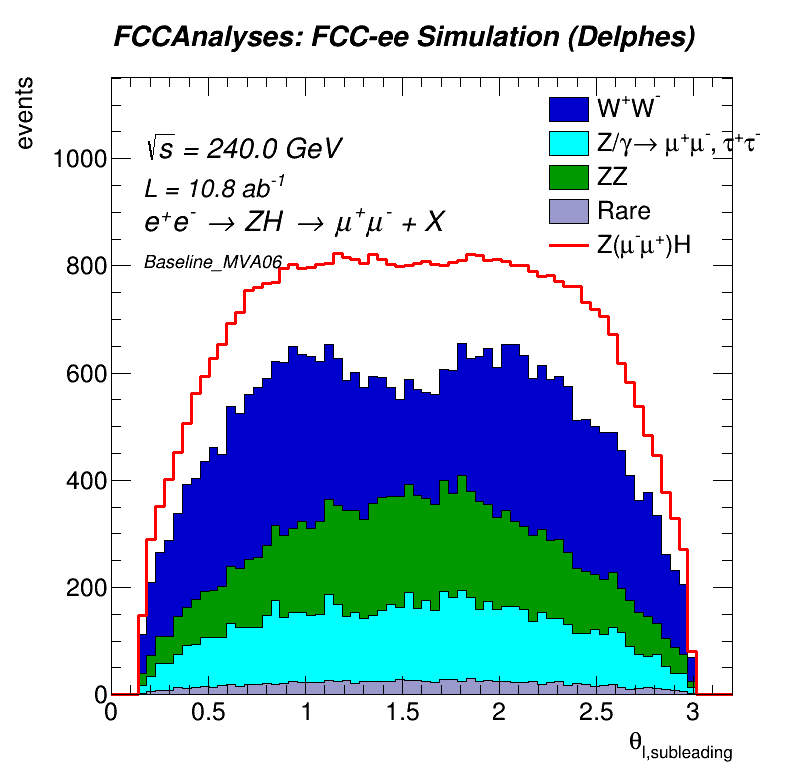 FCCAnalyses: FCC-ee Simulation (Delphes)
events
√s = 240.0 GeV
L = 10.8 ab⁻¹
e⁺e⁻ → ZH → μ⁺μ⁻ + X
Baseline_MVA06
W⁺W⁻
Z/γ→ μ⁺μ⁻, τ⁺τ⁻
ZZ
Rare
Z(μ⁻μ⁺)H
1000
800
600
400
200
0
0 0.5 1 1.5 2 2.5 3
θl,subleading